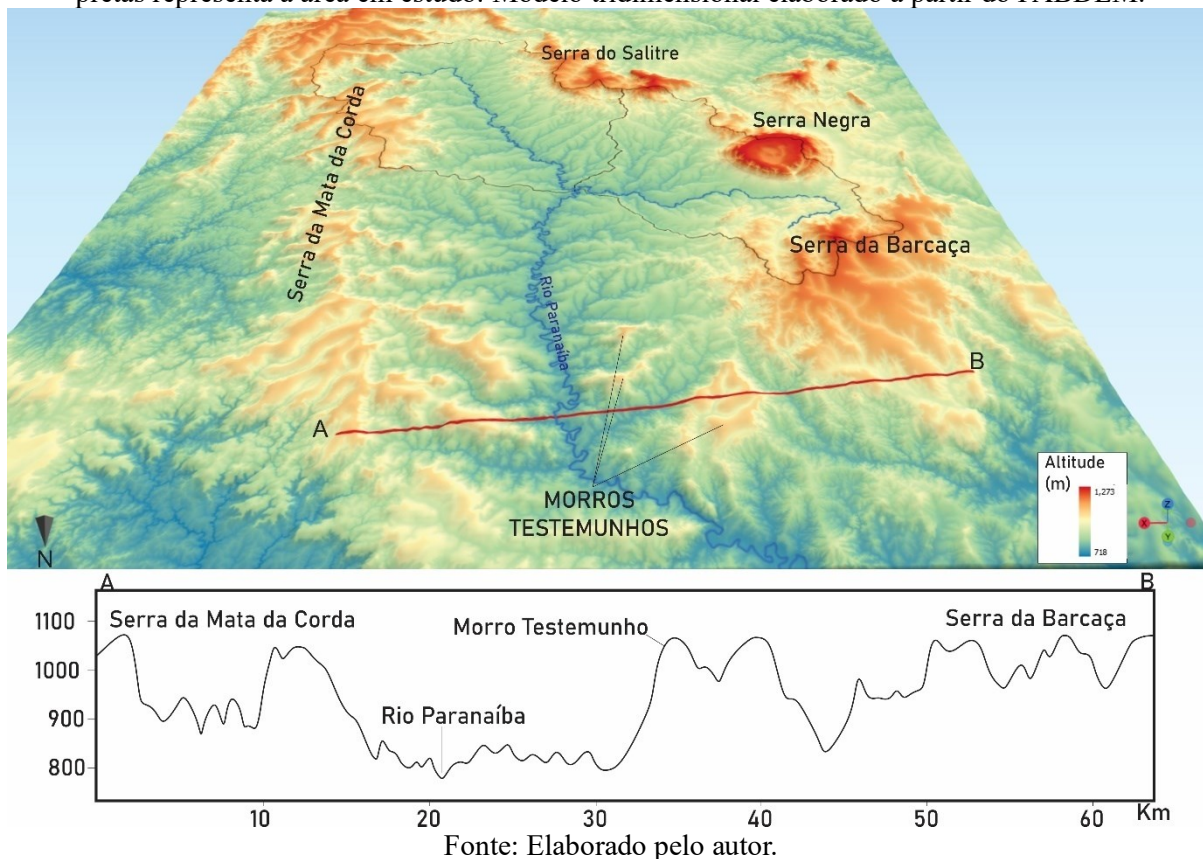 pretas representa a área em estudo. Modelo tridimensional elaborado a partir do FABDEM.
Serra do Salitre
Serra Negra
Serra da Mata da Corda
Serra da Barcaça
Rio Paranaíba
B
A
MORROS
TESTEMUNHOS
Altitude
(m)
1,273
718
Z
X
Y
N
A
B
Serra da Mata da Corda
Morro Testemunho
Serra da Barcaça
Rio Paranaíba
1100
1000
900
800
10
20
30
40
50
60
Km
Fonte: Elaborado pelo autor.